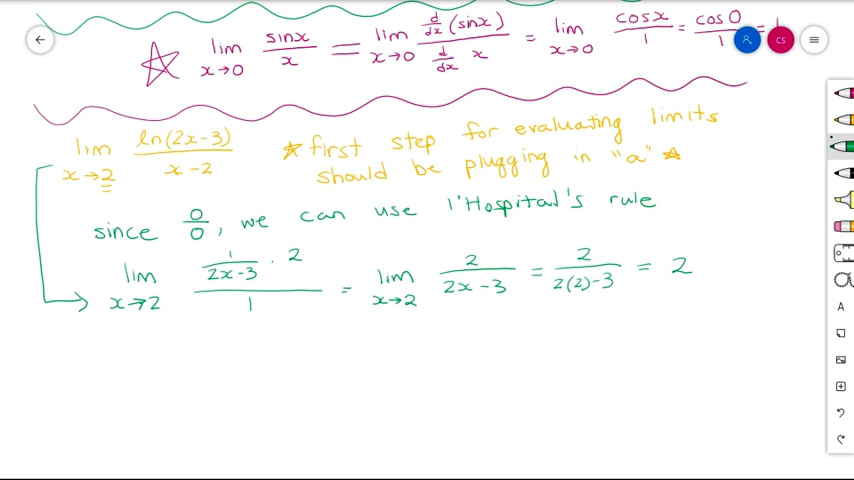 lim x→0 sinx/x = lim x→0 d/dx (sinx) / d/dx x = lim x→0 cosx/1 = cos0/1 = 1
CS
lim x→2 ln(2x-3)/x-2 ★ first step for evaluating limits
should be plugging in "a" ★
since 0/0, we can use l'Hospital's rule
lim x→2 1/2x-3 · 2 / 1 = lim x→2 2/2x-3 = 2/2(2)-3 = 2
A